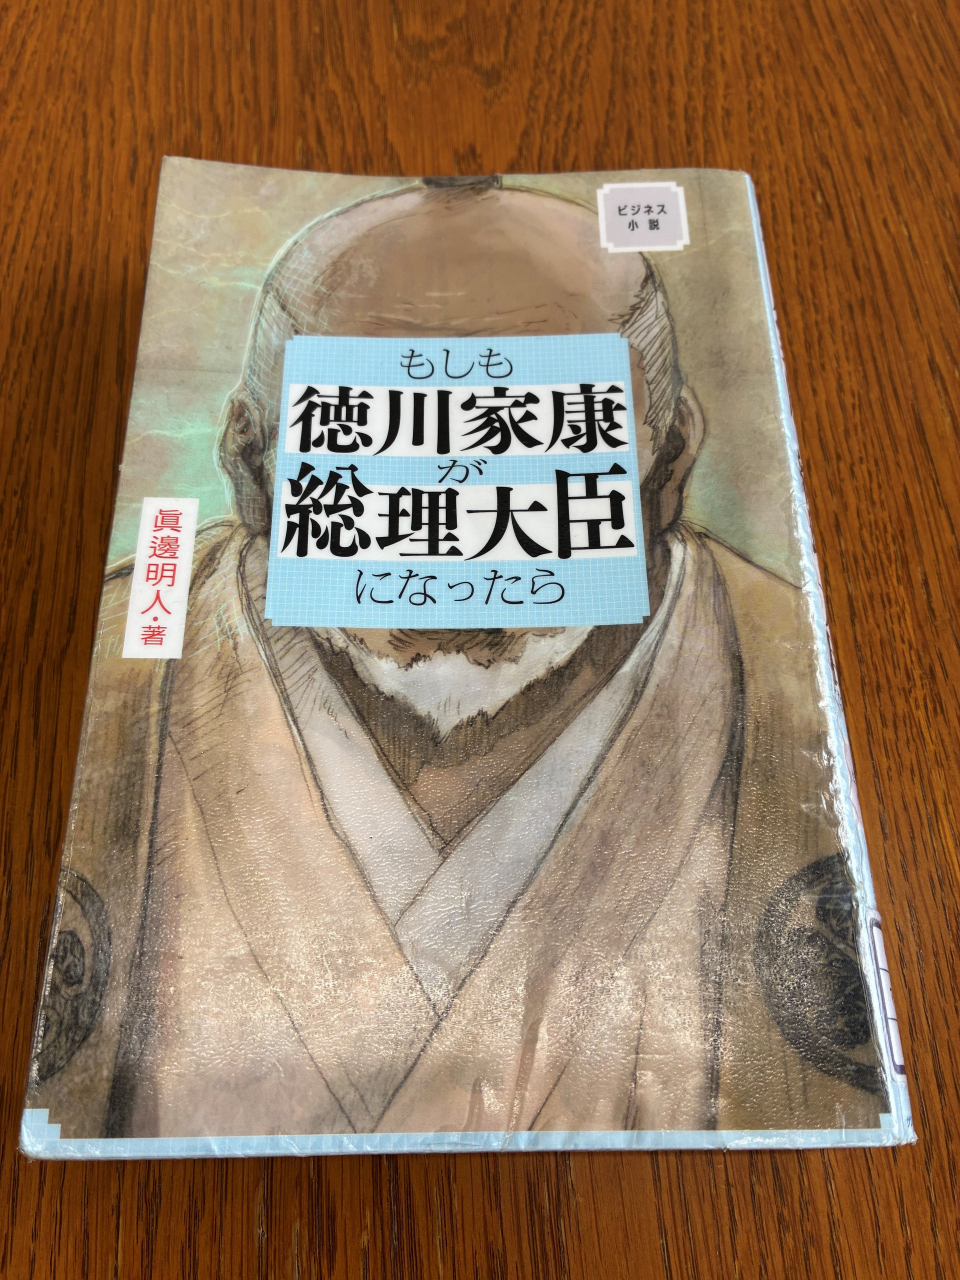 ビジネス
小説
もしも
徳川家康
が
総理大臣
になったら
眞邊明人・著